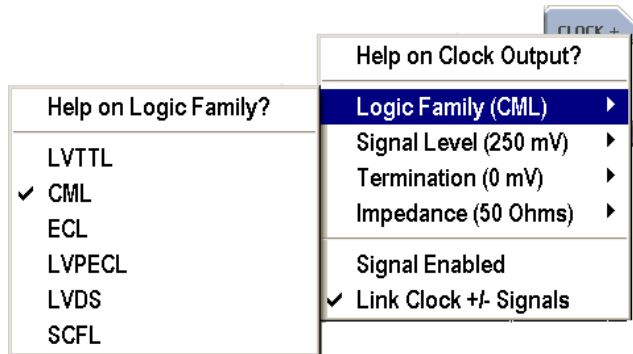 CLOCK +
Help on Clock Output?
Logic Family (CML)
Signal Level (250 mV)
Termination (0 mV)
Impedance (50 Ohms)
Signal Enabled
Link Clock +/- Signals
Help on Logic Family?
LVTTL
CML
ECL
LVPECL
LVDS
SCFL